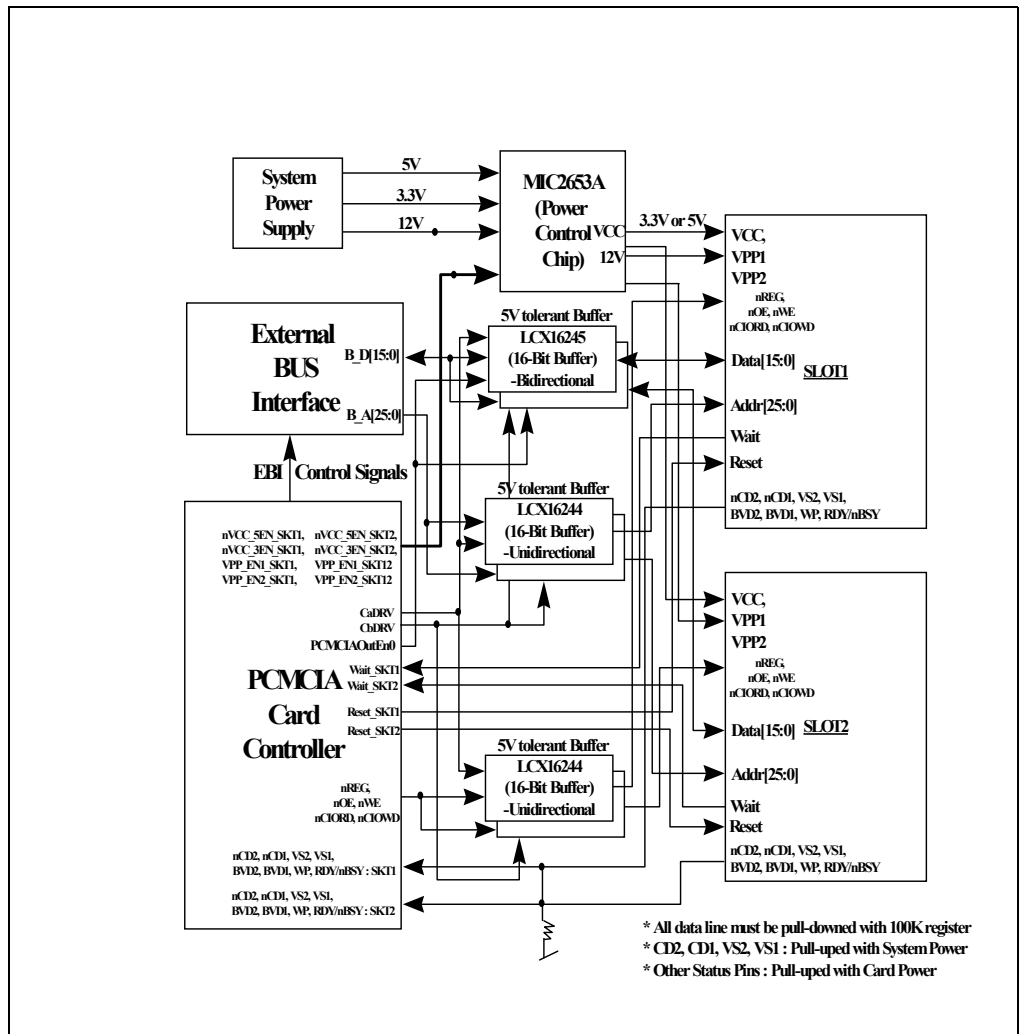 System
Power
Supply
5V
3.3V
12V
MIC2653A
(Power
Control
Chip)
VCC
12V
3.3V or 5V
VCC,
VPP1
VPP2
nREG,
nOE, nWE
nCIORD, nCIOWD
Data[15:0]
SLOT1
Addr[25:0]
Wait
Reset
nCD2, nCD1, VS2, VS1,
BVD2, BVD1, WP, RDY/nBSY
External
BUS
Interface
B_D[15:0]
B_A[25:0]
5V tolerant Buffer
LCX16245
(16-Bit Buffer)
-Bidirectional
EBI Control Signals
5V tolerant Buffer
LCX16244
(16-Bit Buffer)
-Unidirectional
nVCC_5EN_SKT1, nVCC_5EN_SKT2,
nVCC_3EN_SKT1, nVCC_3EN_SKT2,
VPP_EN1_SKT1, VPP_EN1_SKT12
VPP_EN2_SKT1, VPP_EN2_SKT12
CaDRV
CbDRV
PCMCIAOutEn0
Wait_SKT1
Wait_SKT2
Reset_SKT1
Reset_SKT2
PCMCIA
Card
Controller
nREG,
nOE, nWE
nCIORD, nCIOWD
nCD2, nCD1, VS2, VS1,
BVD2, BVD1, WP, RDY/nBSY : SKT1
nCD2, nCD1, VS2, VS1,
BVD2, BVD1, WP, RDY/nBSY : SKT2
5V tolerant Buffer
LCX16244
(16-Bit Buffer)
-Unidirectional
VCC,
VPP1
VPP2
nREG,
nOE, nWE
nCIORD, nCIOWD
Data[15:0]
SLOT2
Addr[25:0]
Wait
Reset
nCD2, nCD1, VS2, VS1,
BVD2, BVD1, WP, RDY/nBSY
* All data line must be pull-downed with 100K register
* CD2, CD1, VS2, VS1 : Pull-uped with System Power
* Other Status Pins : Pull-uped with Card Power